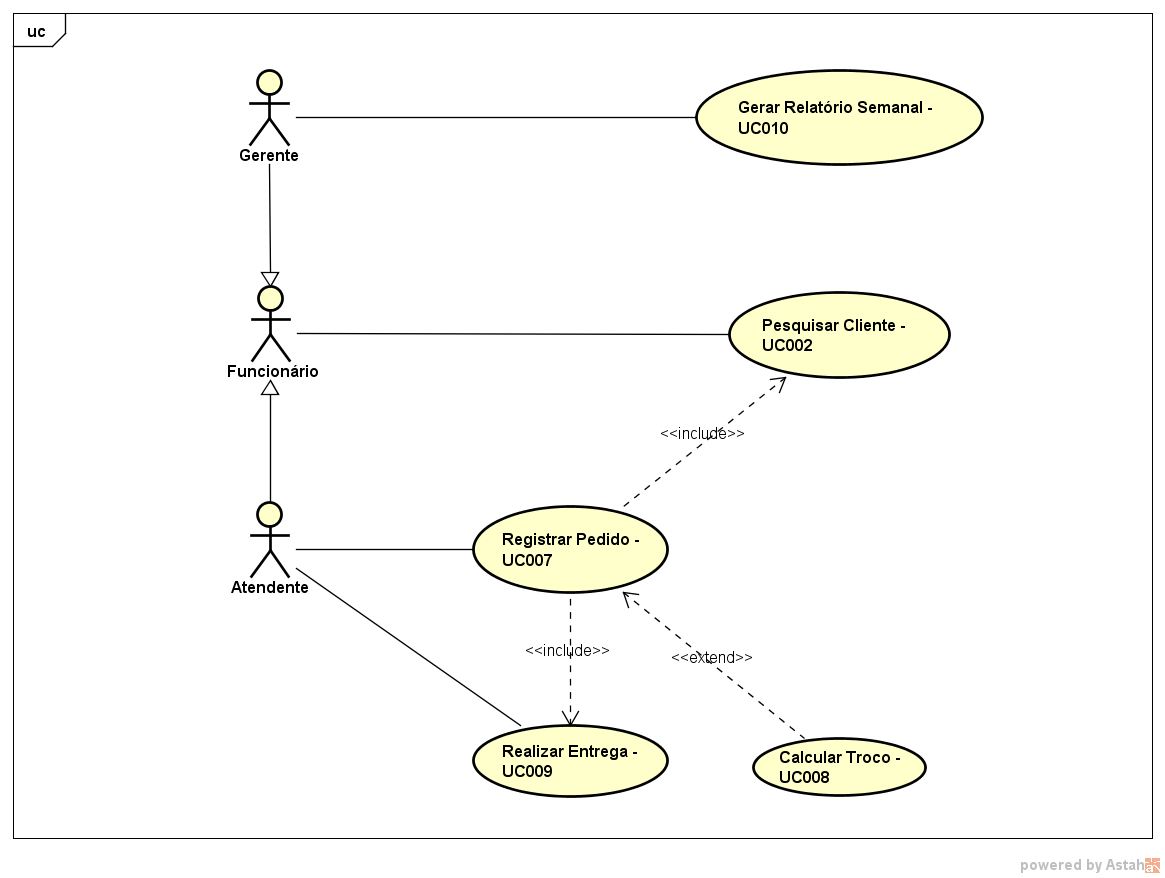 uc
Gerente
Gerar Relatório Semanal -
UC010
Funcionário
Pesquisar Cliente -
UC002
<<include>>
Atendente
Registrar Pedido -
UC007
<<include>>
<<extend>>
Realizar Entrega -
UC009
Calcular Troco -
UC008
powered by Astah